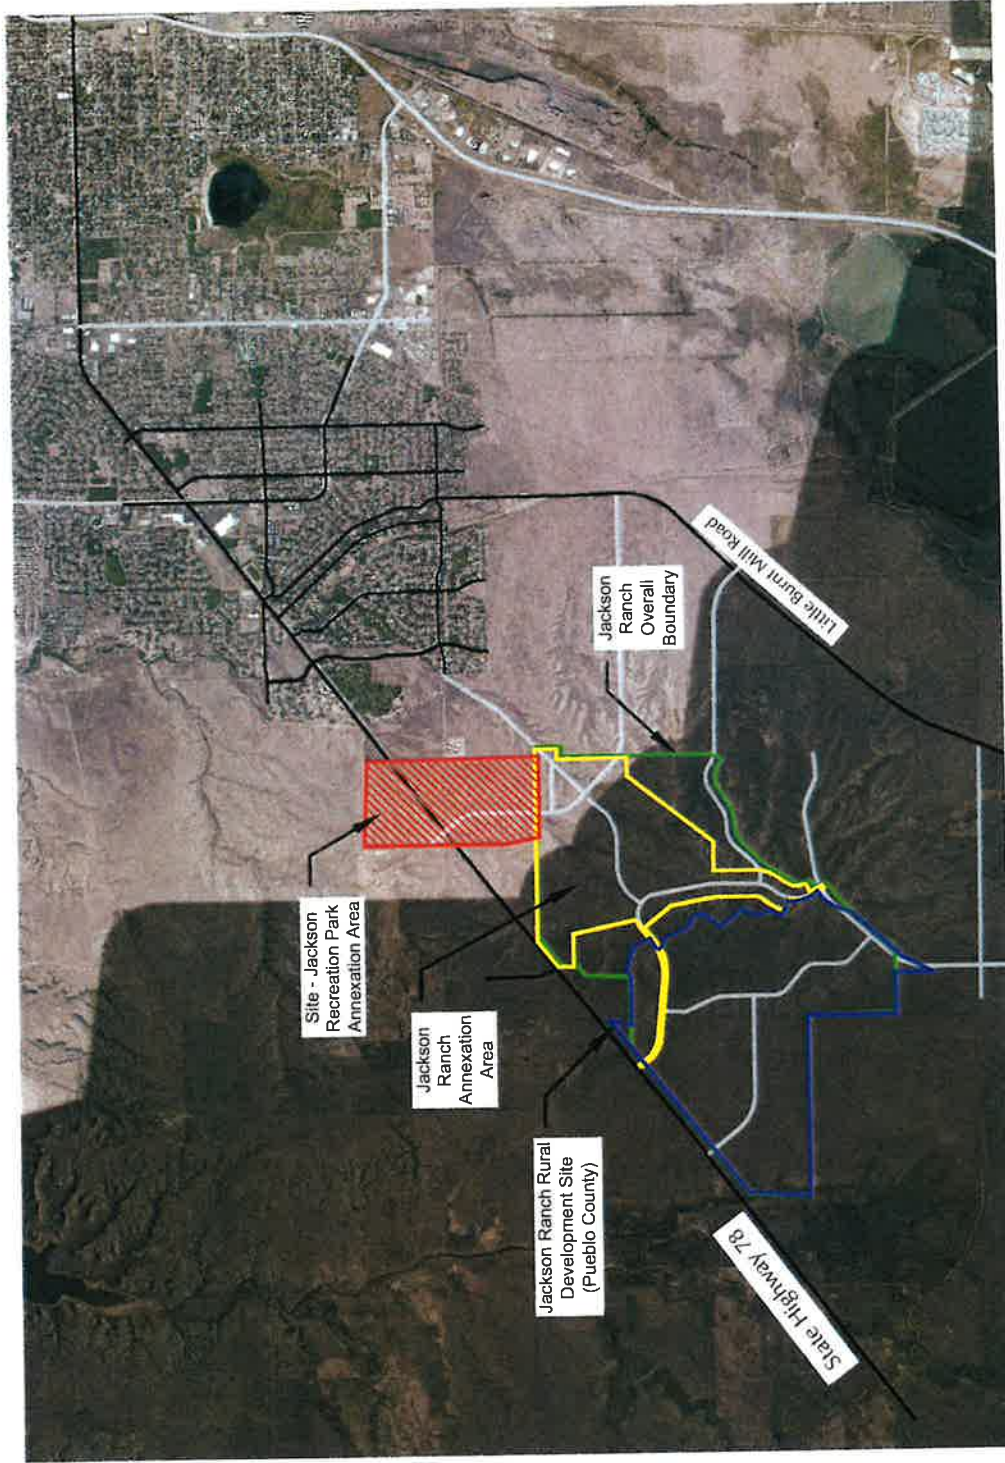 Site - Jackson
Recreation Park
Annexation Area
Jackson
Ranch
Annexation
Area
Jackson Ranch Rural
Development Site
(Pueblo County)
Jackson
Ranch
Overall
Boundary
Little Burnt Mill Road
State Highway 78